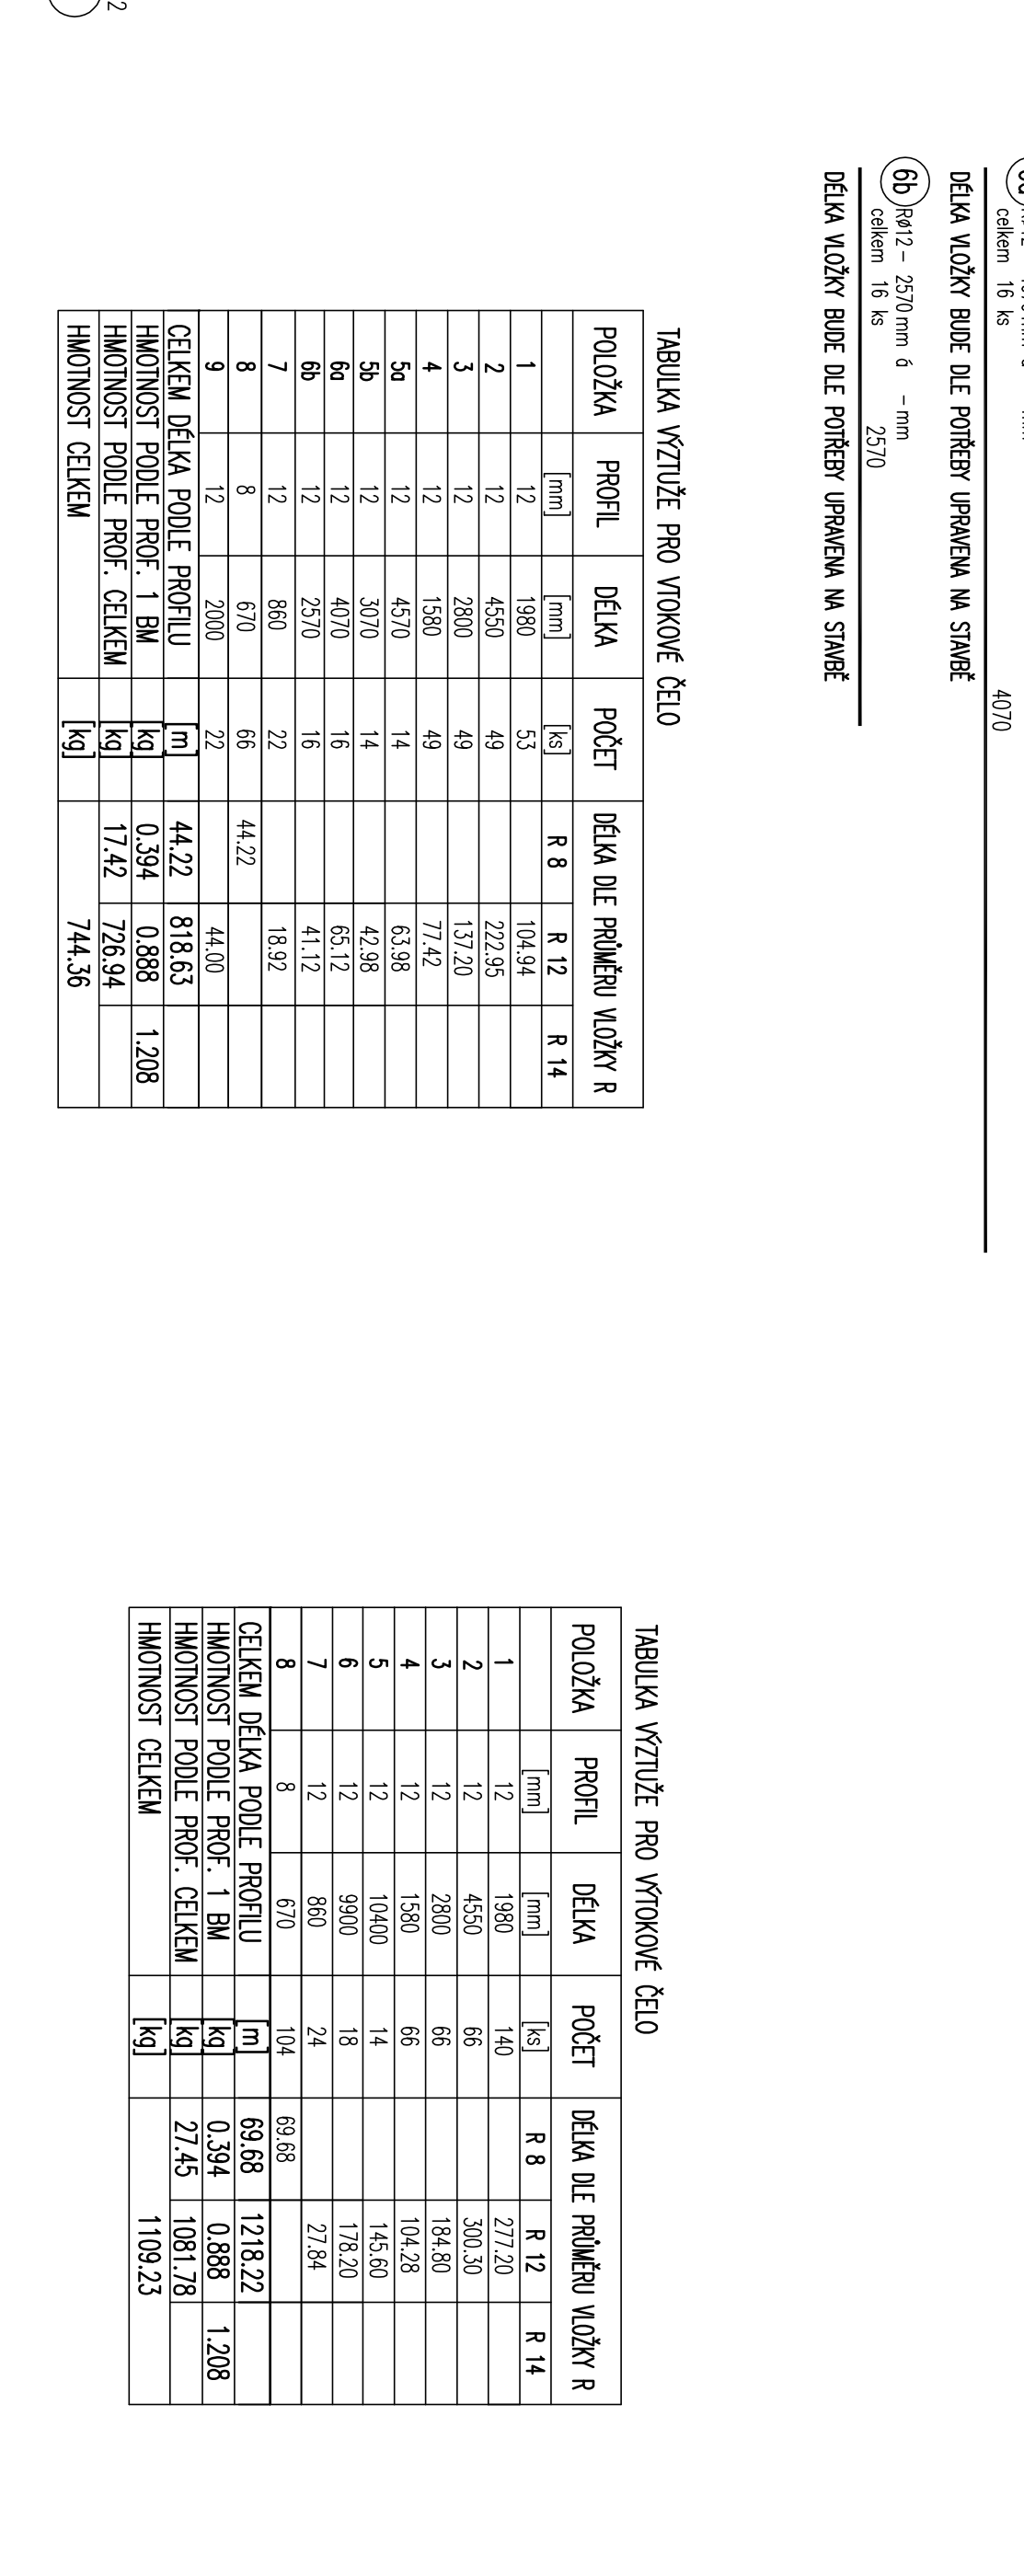 2
4070
celkem 16 ks
DÉLKA VLOŽKY BUDE DLE POTŘEBY UPRAVENA NA STAVBĚ
6b RØ12 – 2570 mm á – mm
celkem 16 ks
2570
DÉLKA VLOŽKY BUDE DLE POTŘEBY UPRAVENA NA STAVBĚ
TABULKA VÝZTUŽE PRO VTOKOVÉ ČELO
POLOŽKA PROFIL DÉLKA POČET DÉLKA DLE PRŮMĚRU VLOŽKY R
[mm] [mm] [ks] R 8 R 12 R 14
1 12 1980 53 104.94
2 12 4550 49 222.95
3 12 2800 49 137.20
4 12 1580 49 77.42
5a 12 4570 14 63.98
5b 12 3070 14 42.98
6a 12 4070 16 65.12
6b 12 2570 16 41.12
7 12 860 22 18.92
8 8 670 66 44.22
9 12 2000 22 44.00
CELKEM DÉLKA PODLE PROFILU [m] 44.22 818.63
HMOTNOST PODLE PROF. 1 BM [kg] 0.394 0.888 1.208
HMOTNOST PODLE PROF. CELKEM [kg] 17.42 726.94
HMOTNOST CELKEM [kg] 744.36
TABULKA VÝZTUŽE PRO VÝTOKOVÉ ČELO
POLOŽKA PROFIL DÉLKA POČET DÉLKA DLE PRŮMĚRU VLOŽKY R
[mm] [mm] [ks] R 8 R 12 R 14
1 12 1980 140 277.20
2 12 4550 66 300.30
3 12 2800 66 184.80
4 12 1580 66 104.28
5 12 10400 14 145.60
6 12 9900 18 178.20
7 12 860 24 27.84
8 8 670 104 69.68
CELKEM DÉLKA PODLE PROFILU [m] 69.68 1218.22
HMOTNOST PODLE PROF. 1 BM [kg] 0.394 0.888 1.208
HMOTNOST PODLE PROF. CELKEM [kg] 27.45 1081.78
HMOTNOST CELKEM [kg] 1109.23